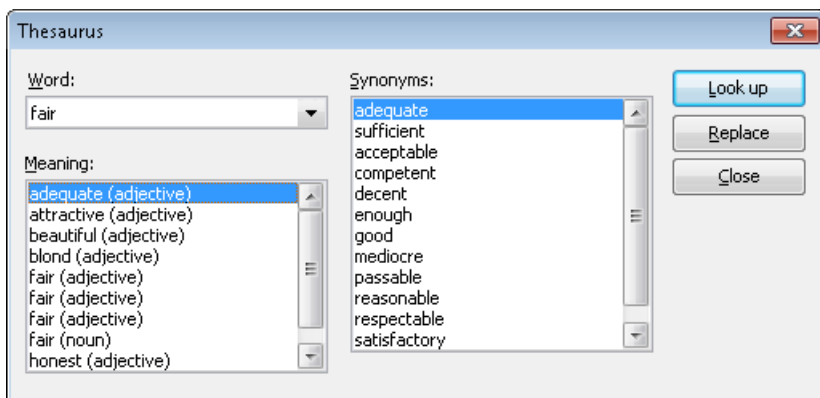 Thesaurus
Word:
fair
Meaning:
adequate (adjective)
attractive (adjective)
beautiful (adjective)
blond (adjective)
fair (adjective)
fair (adjective)
fair (adjective)
fair (noun)
honest (adjective)
Synonyms:
adequate
sufficient
acceptable
competent
decent
enough
good
mediocre
passable
reasonable
respectable
satisfactory
Look up
Replace
Close